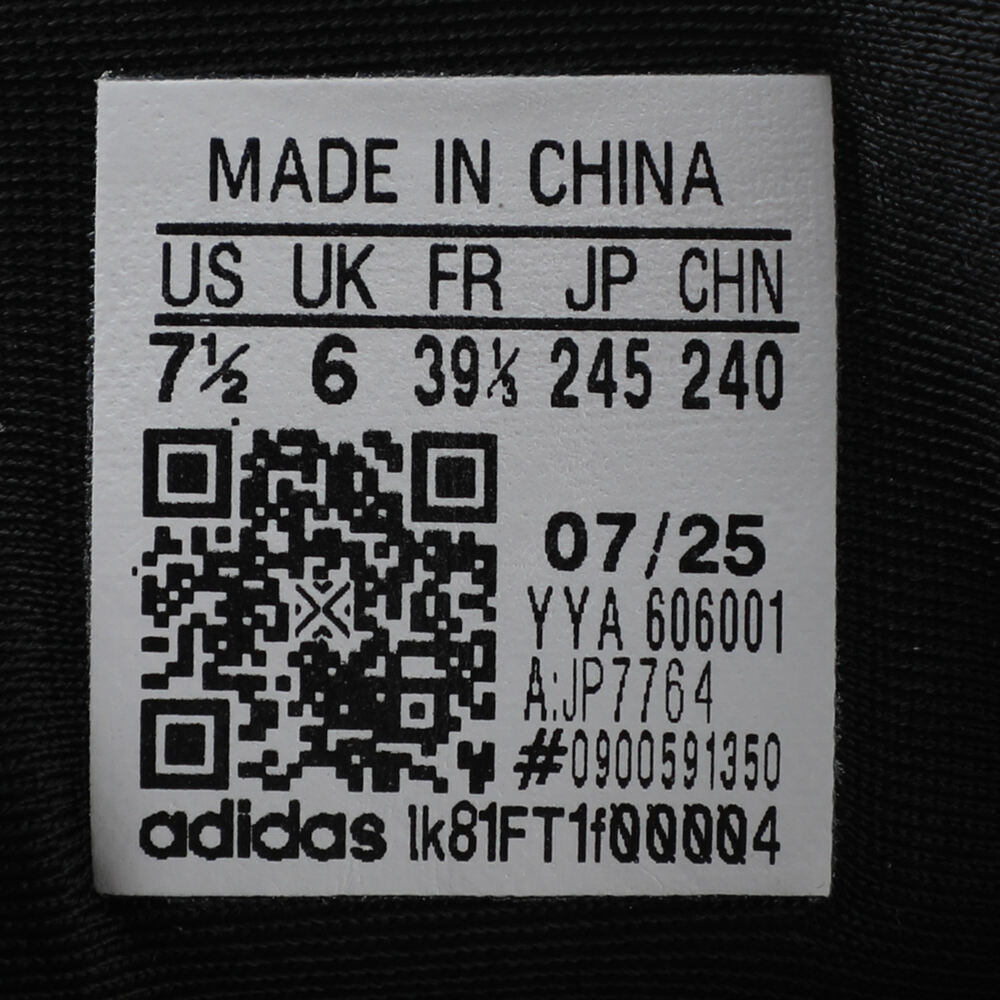 MADE IN CHINA
US UK FR JP CHN
7½ 6 39⅓ 245 240
07/25
YYA 606001
A:JP7764
#0900591350
adidas lk81FT1f00004